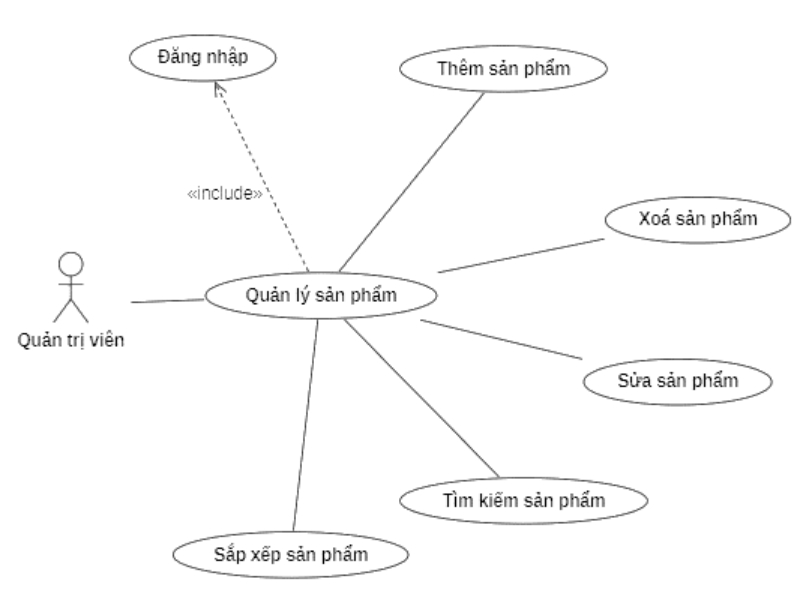 Đăng nhập
Thêm sản phẩm
«include»
Xoá sản phẩm
Quản lý sản phẩm
Quản trị viên
Sửa sản phẩm
Tìm kiếm sản phẩm
Sắp xếp sản phẩm